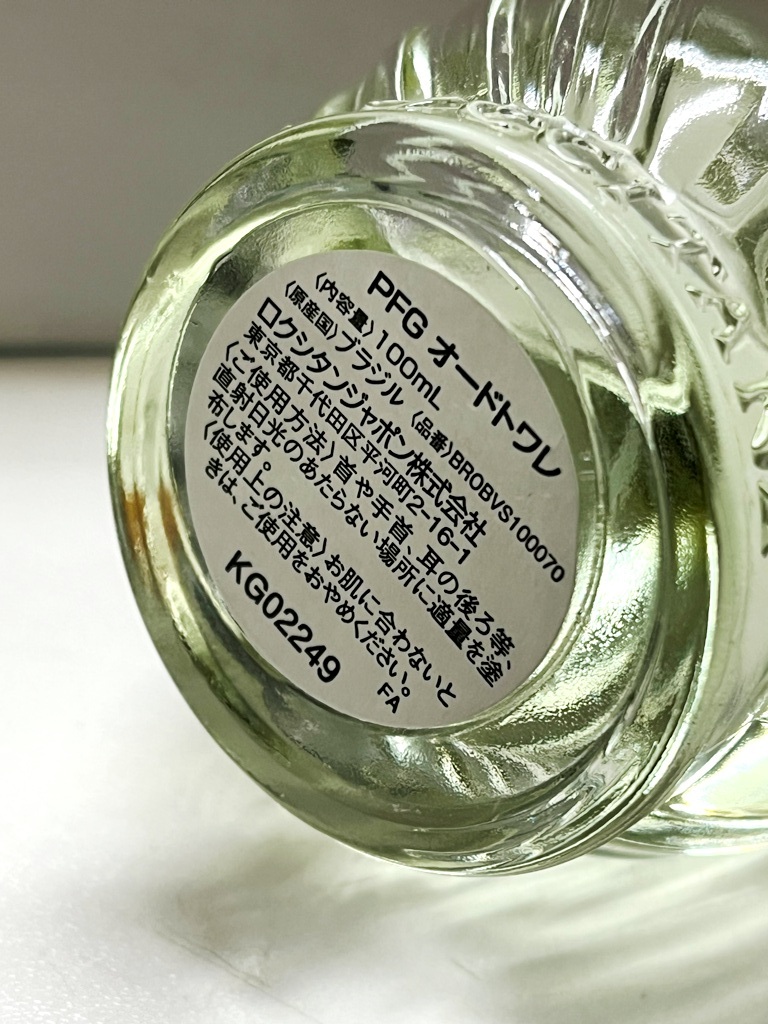 PFG オードトワレ
〈内容量〉100mL
〈原産国〉ブラジル 〈品番〉BROBVS100070
ロクシタンジャポン株式会社
東京都千代田区平河町2-16-1
〈ご使用方法〉首や手首、耳の後ろ等、
直射日光のあたらない場所に適量を塗
布します。
〈使用上の注意〉お肌に合わないと
きは、ご使用をおやめください。
KG02249 FA